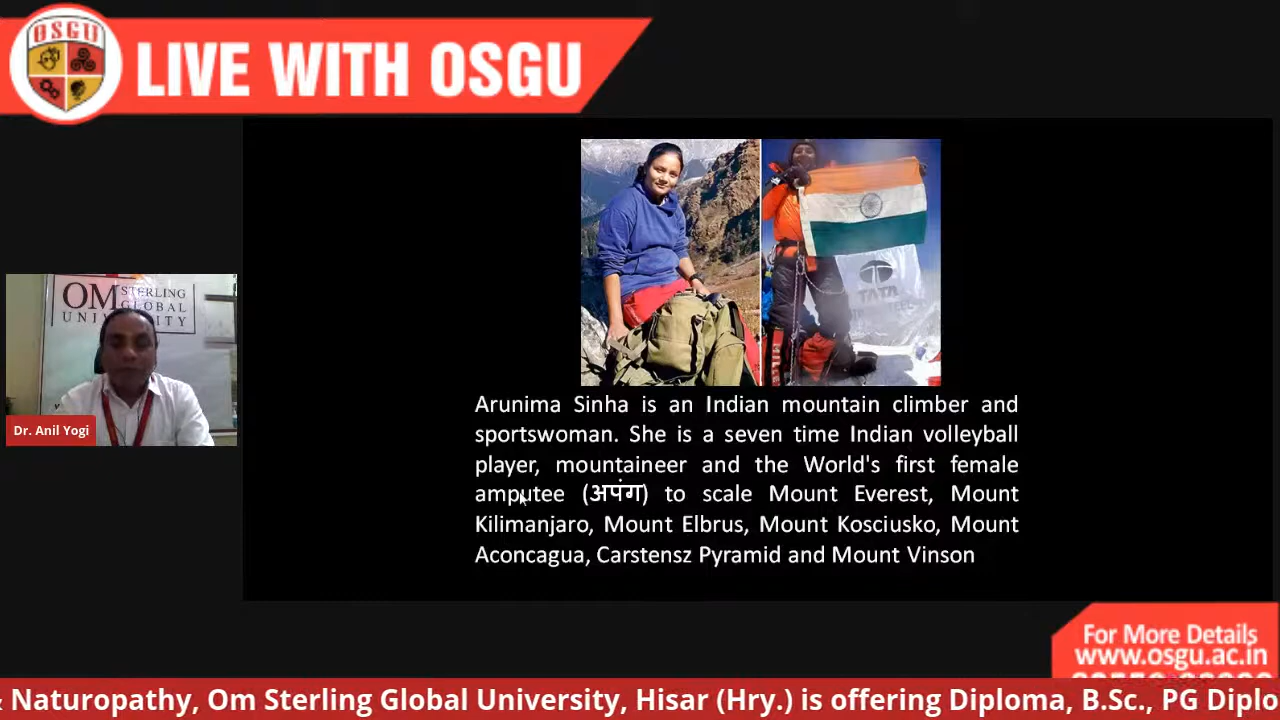 OSGU
LIVE WITH OSGU
TATA
OM STERLING
GLOBAL
UNIVERSITY
Dr. Anil Yogi
Arunima Sinha is an Indian mountain climber and
sportswoman. She is a seven time Indian volleyball
player, mountaineer and the World's first female
amputee (अपंग) to scale Mount Everest, Mount
Kilimanjaro, Mount Elbrus, Mount Kosciusko, Mount
Aconcagua, Carstensz Pyramid and Mount Vinson
For More Details
www.osgu.ac.in
Naturopathy, Om Sterling Global University, Hisar (Hry.) is offering Diploma, B.Sc., PG Diplo